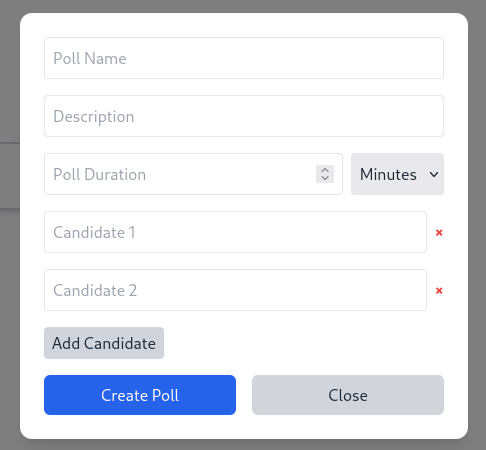 Poll Name
Description
Poll Duration Minutes
Candidate 1
Candidate 2
Add Candidate
Create Poll Close